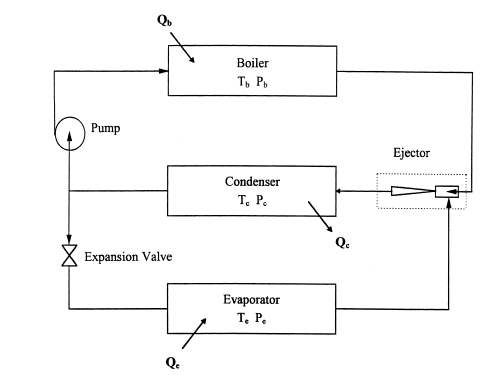 Q_b
Boiler
T_b P_b
Pump
Ejector
Condenser
T_c P_c
Q_c
Expansion Valve
Evaporator
T_e P_e
Q_e